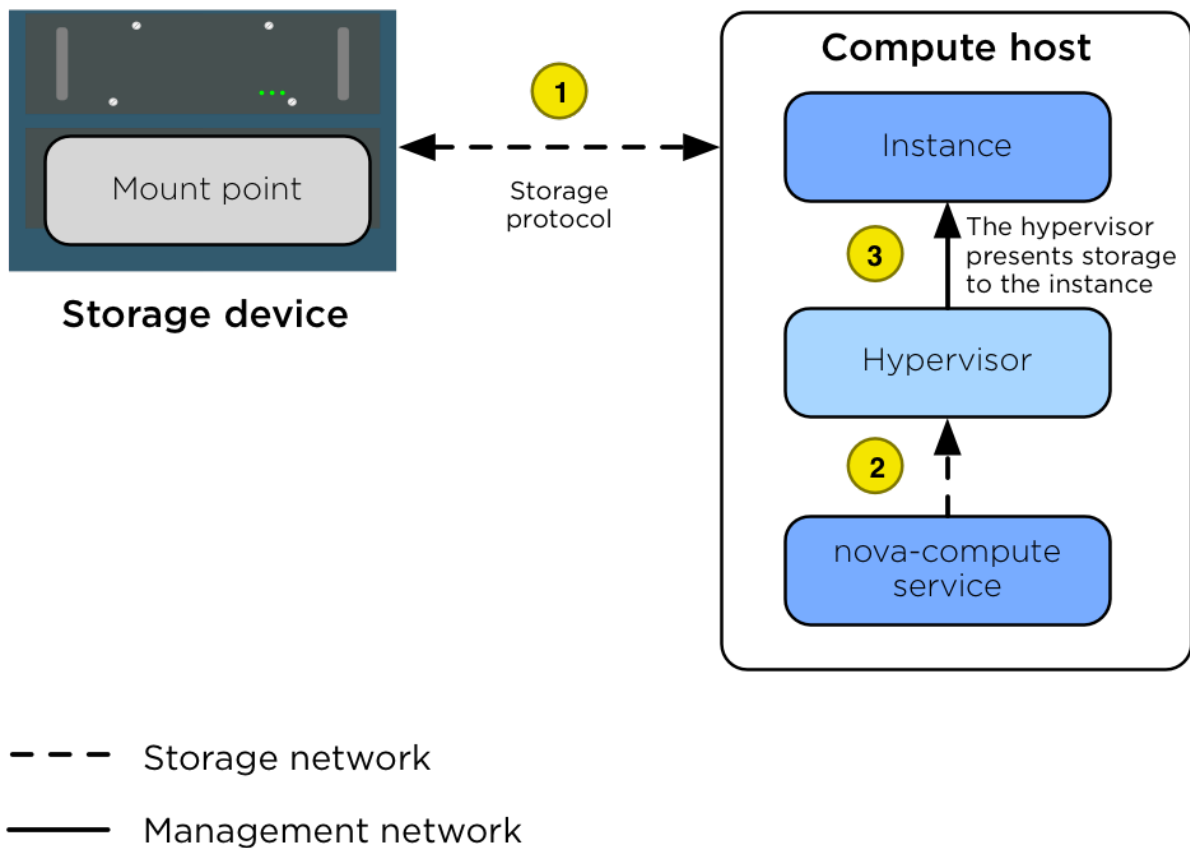 Compute host
1
Instance
Mount point
Storage
protocol
The hypervisor
presents storage
to the instance
3
Storage device
Hypervisor
2
nova-compute
service
Storage network
Management network